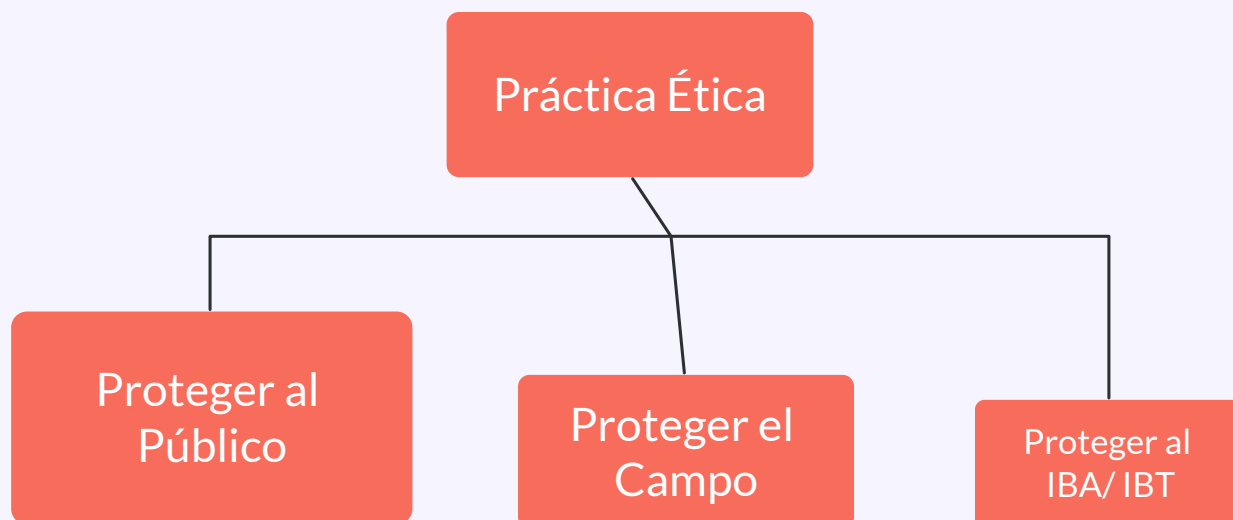 Práctica Ética
Proteger al
Público
Proteger el
Campo
Proteger al
IBA/ IBT